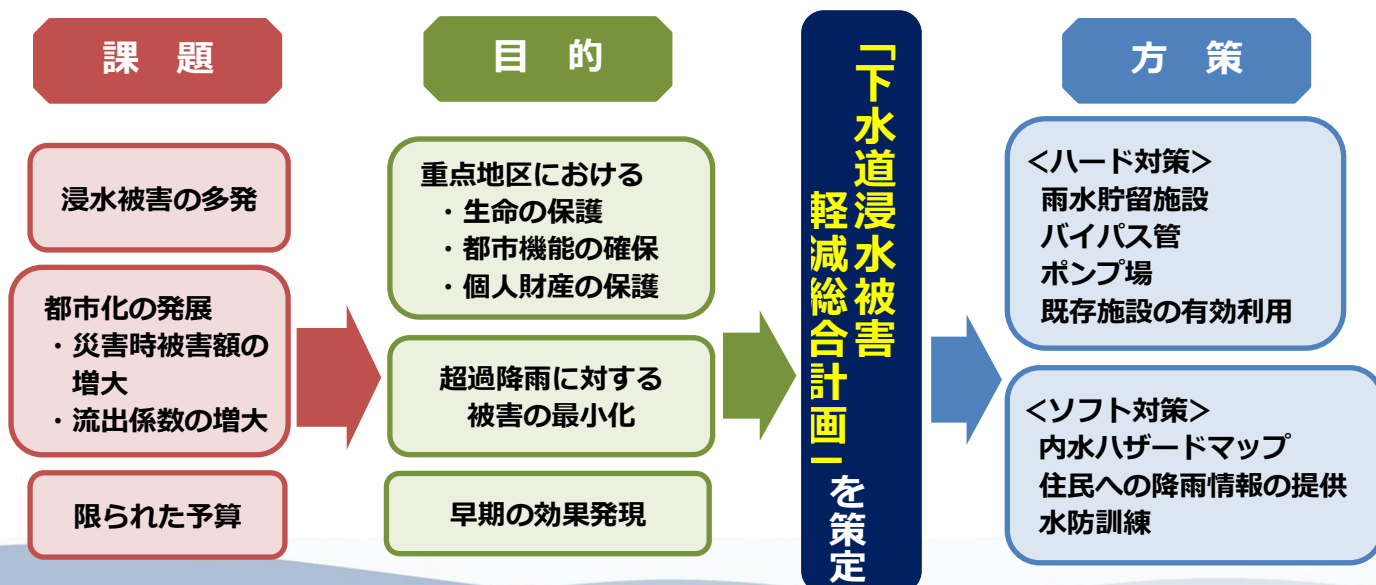 課題
浸水被害の多発
都市化の発展
・災害時被害額の
増大
・流出係数の増大
限られた予算
目的
重点地区における
・生命の保護
・都市機能の確保
・個人財産の保護
超過降雨に対する
被害の最小化
早期の効果発現
「下水道浸水被害
軽減総合計画」を策定
方策
＜ハード対策＞
雨水貯留施設
バイパス管
ポンプ場
既存施設の有効利用
＜ソフト対策＞
内水ハザードマップ
住民への降雨情報の提供
水防訓練